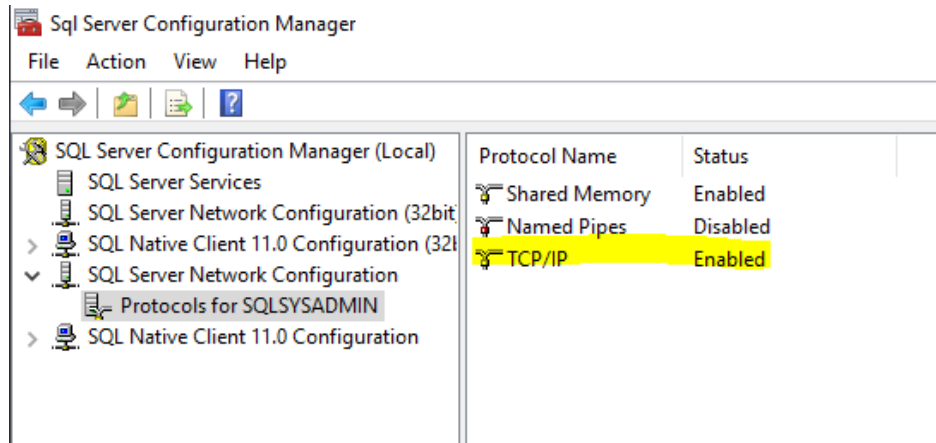 Sql Server Configuration Manager
File Action View Help
SQL Server Configuration Manager (Local)
SQL Server Services
SQL Server Network Configuration (32bit
SQL Native Client 11.0 Configuration (32b
SQL Server Network Configuration
Protocols for SQLSYSADMIN
SQL Native Client 11.0 Configuration
Protocol Name Status
Shared Memory Enabled
Named Pipes Disabled
TCP/IP Enabled